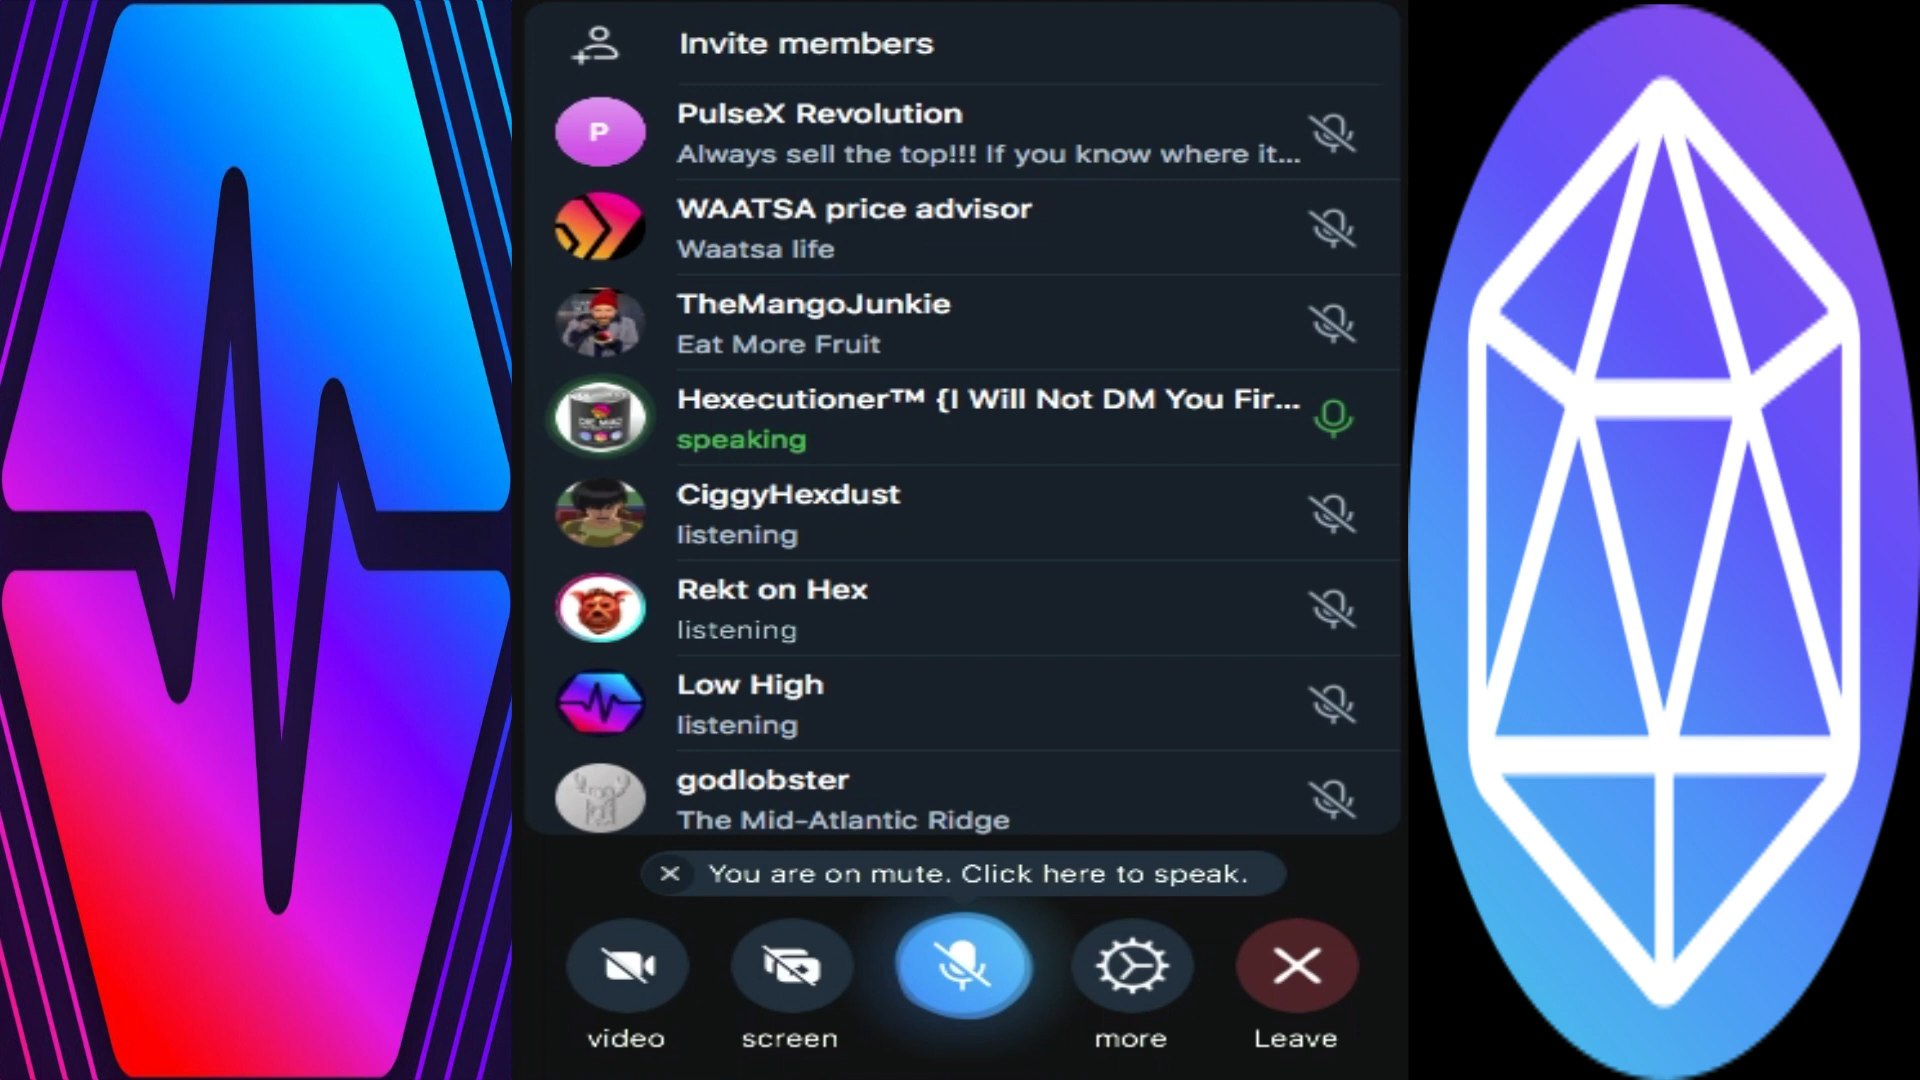 Invite members
P
PulseX Revolution
Always sell the top!!! If you know where it...
WAATSA price advisor
Waatsa life
TheMangoJunkie
Eat More Fruit
Hexecutioner™ {I Will Not DM You Fir...
speaking
CiggyHexdust
listening
Rekt on Hex
listening
Low High
listening
godlobster
The Mid-Atlantic Ridge
You are on mute. Click here to speak.
video
screen
more
Leave